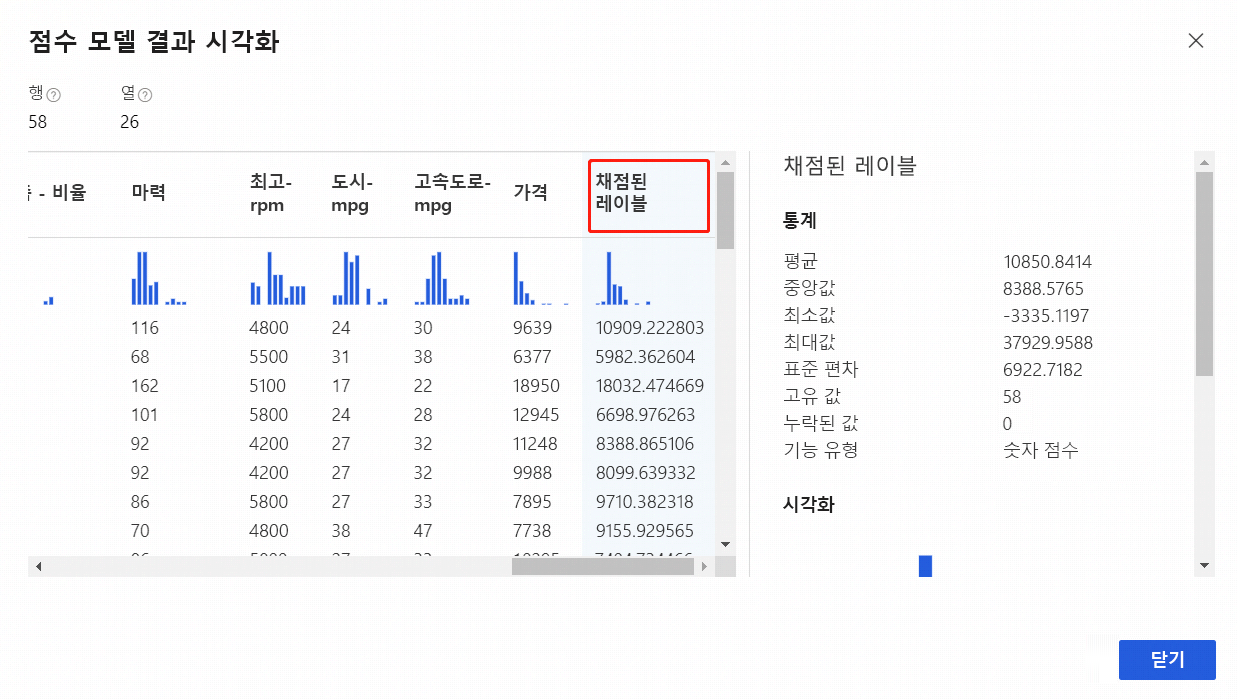 점수 모델 결과 시각화
행 열
58 26
- 비율 마력 최고-rpm 도시-mpg 고속도로-mpg 가격 채점된 레이블
116 4800 24 30 9639 10909.222803
68 5500 31 38 6377 5982.362604
162 5100 17 22 18950 18032.474669
101 5800 24 28 12945 6698.976263
92 4200 27 32 11248 8388.865106
92 4200 27 32 9988 8099.639332
86 5800 27 33 7895 9710.382318
70 4800 38 47 7738 9155.929565
채점된 레이블
통계
평균 10850.8414
중앙값 8388.5765
최소값 -3335.1197
최대값 37929.9588
표준 편차 6922.7182
고유 값 58
누락된 값 0
기능 유형 숫자 점수
시각화
닫기